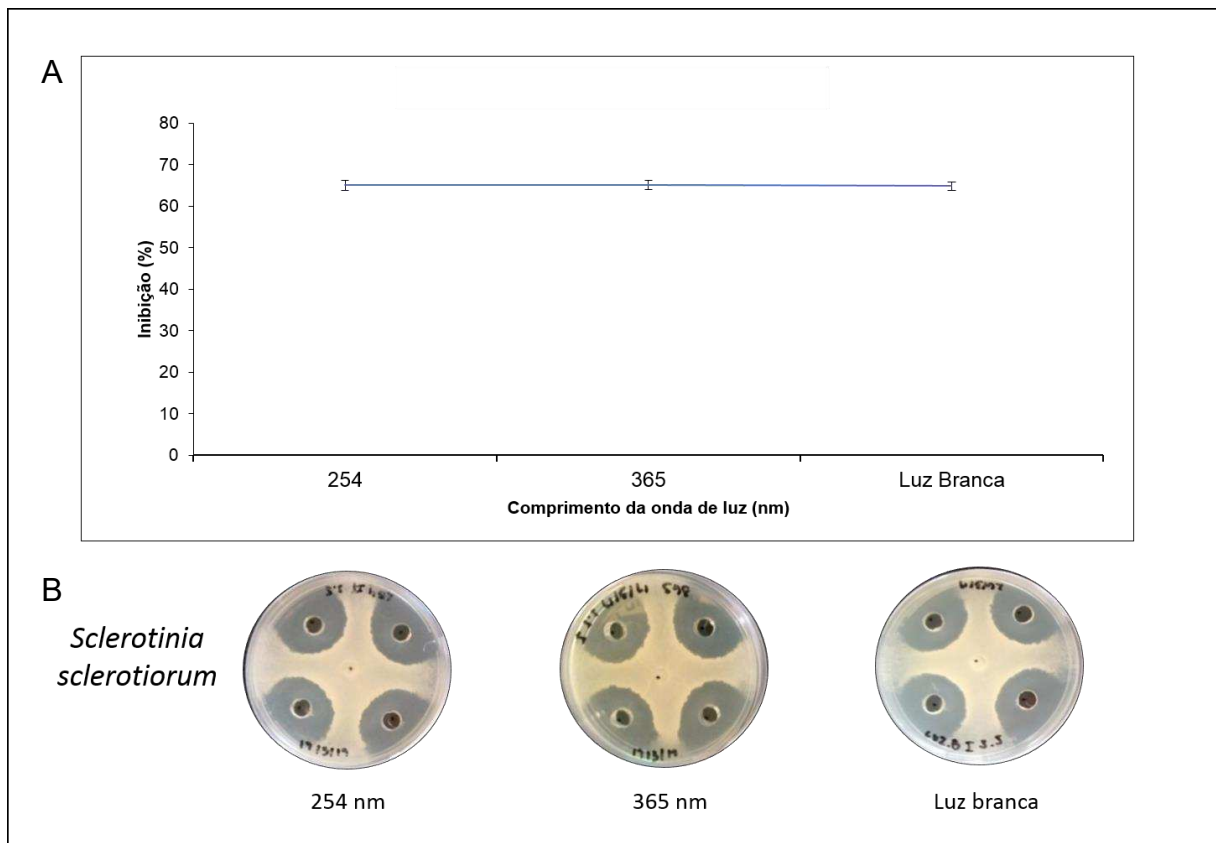 A
80
70
60
50
40
30
20
10
0
Inibição (%)
254
365
Luz Branca
Comprimento da onda de luz (nm)
B
Sclerotinia
sclerotiorum
254 nm
365 nm
Luz branca